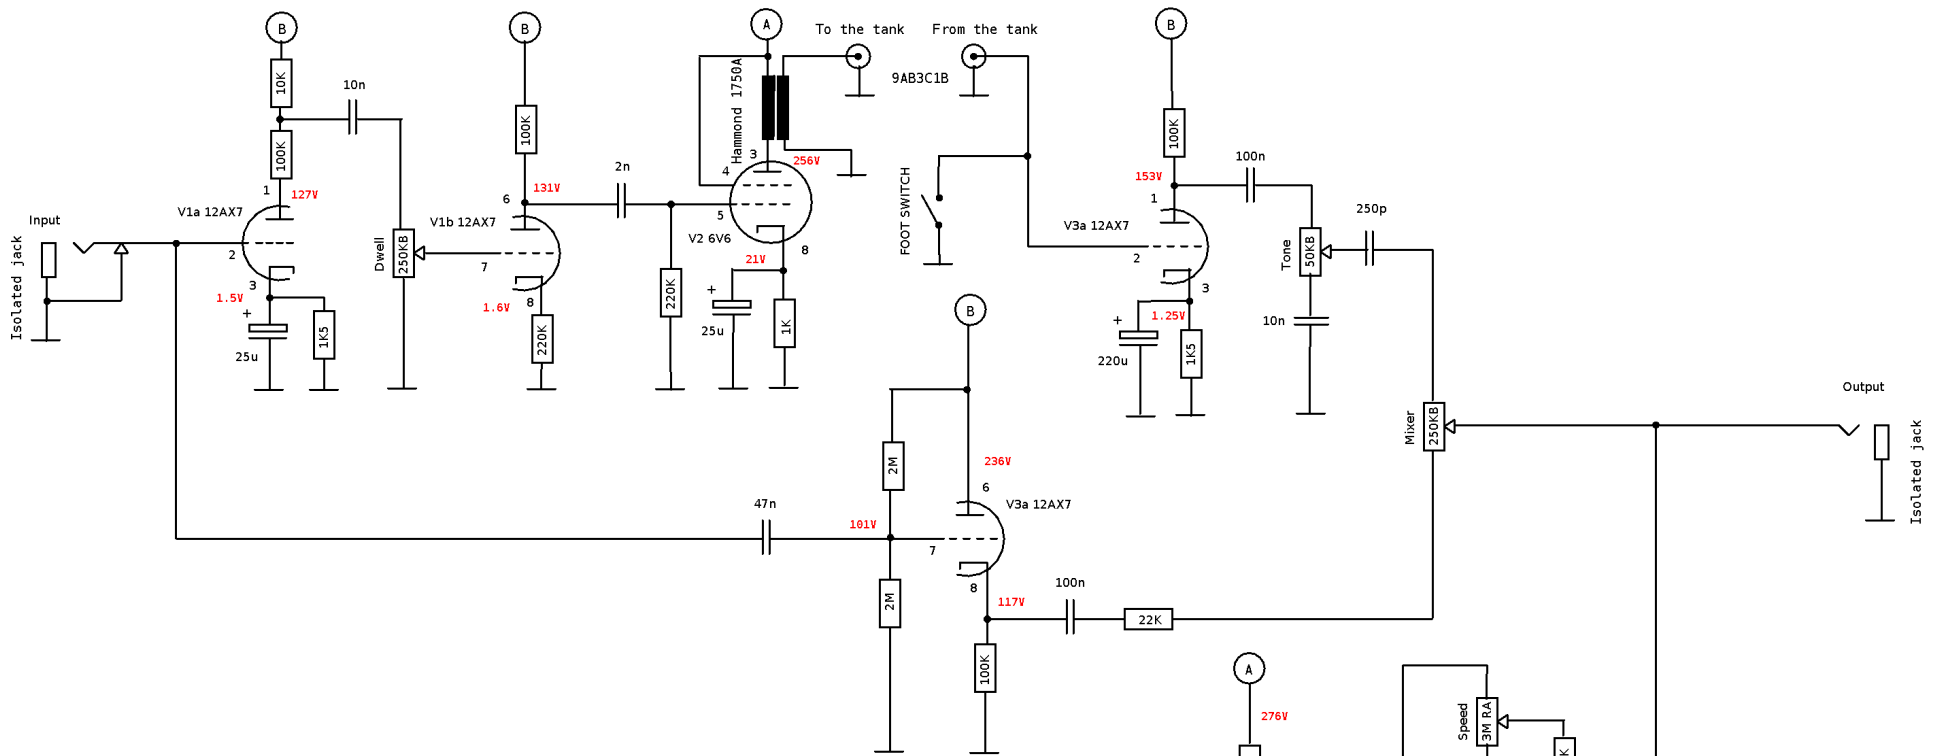 B
B
A
To the tank
From the tank
B
10K
10n
Hammond 1750A
9AB3C1B
100K
100K
100K
100n
2n
3
256V
4
153V
1
127V
6
131V
5
1
250p
Input
V1a 12AX7
V1b 12AX7
V2 6V6
8
FOOT SWITCH
V3a 12AX7
Isolated jack
2
Dwell
250KB
7
21V
2
Tone
50KB
3
1.5V
+
1.6V
8
220K
+
3
1.25V
+
B
10n
25u
1K5
220K
25u
1K
220u
1K5
Output
Mixer
250KB
Isolated jack
2M
236V
6
47n
V3a 12AX7
101V
7
8
100n
2M
117V
22K
100K
A
276V
Speed
3M RA
K